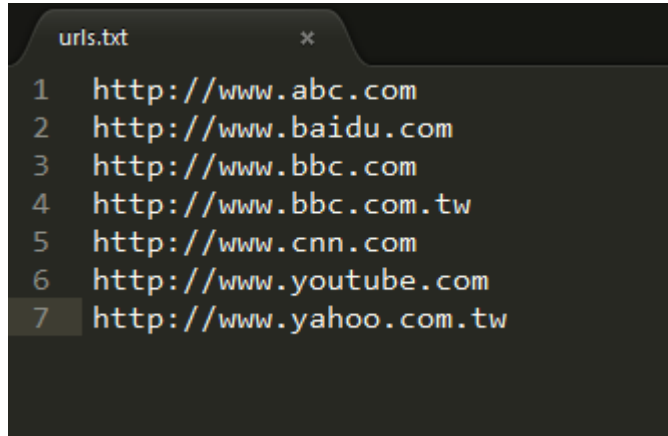 urls.txt ×
1 http://www.abc.com
2 http://www.baidu.com
3 http://www.bbc.com
4 http://www.bbc.com.tw
5 http://www.cnn.com
6 http://www.youtube.com
7 http://www.yahoo.com.tw